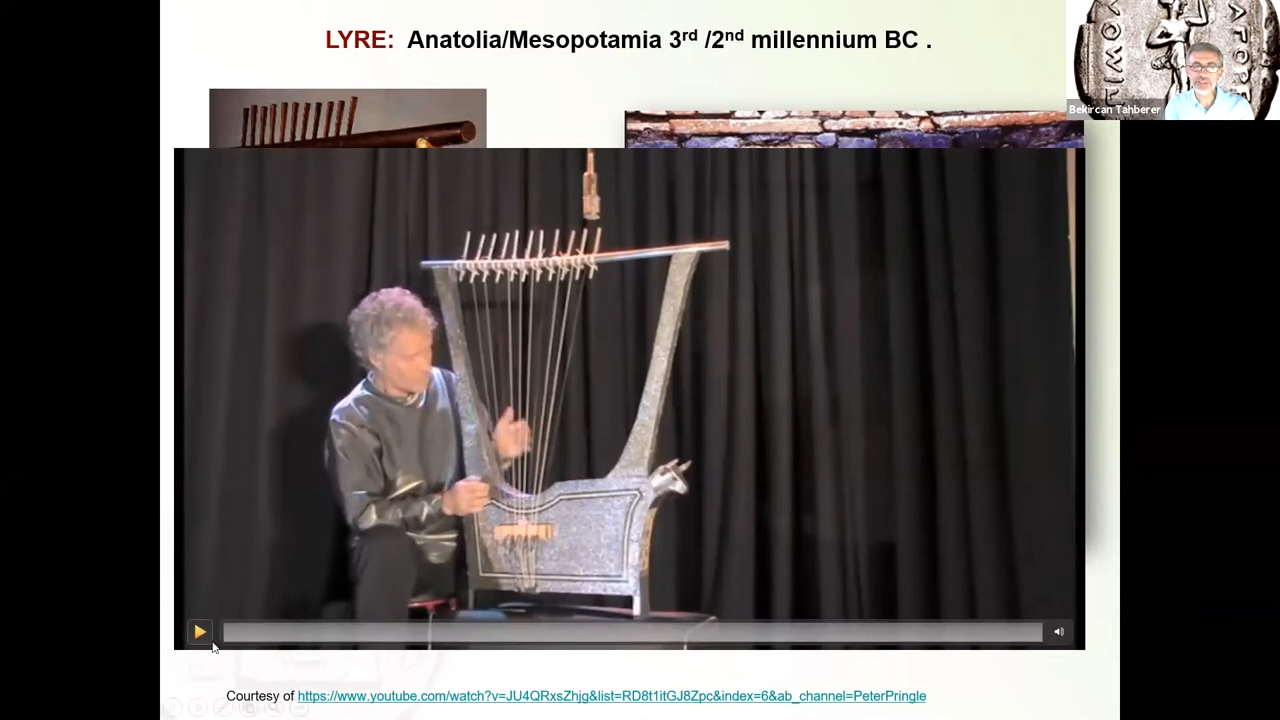 LYRE: Anatolia/Mesopotamia 3rd /2nd millennium BC .
Bekircan Tahberer
Courtesy of https://www.youtube.com/watch?v=JU4QRxsZhjg&list=RD8t1itGJ8Zpc&index=6&ab_channel=PeterPringle